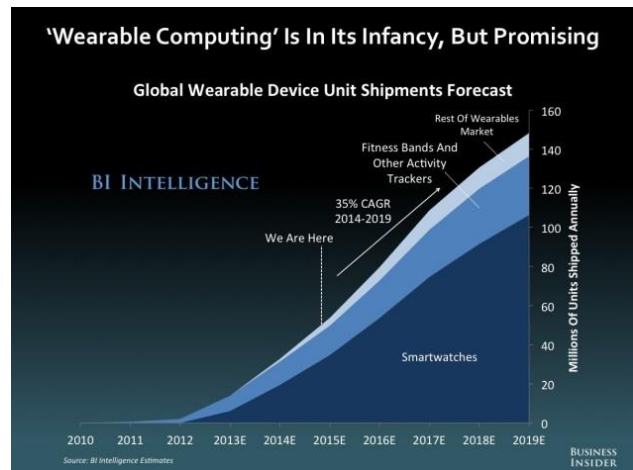 ‘Wearable Computing’ Is In Its Infancy, But Promising
Global Wearable Device Unit Shipments Forecast
BI INTELLIGENCE
Rest Of Wearables
Market
Fitness Bands And
Other Activity
Trackers
35% CAGR
2014-2019
We Are Here
Smartwatches
160
140
120
100
80
60
40
20
0
Millions Of Units Shipped Annually
2010 2011 2012 2013E 2014E 2015E 2016E 2017E 2018E 2019E
Source: BI Intelligence Estimates
BUSINESS
INSIDER